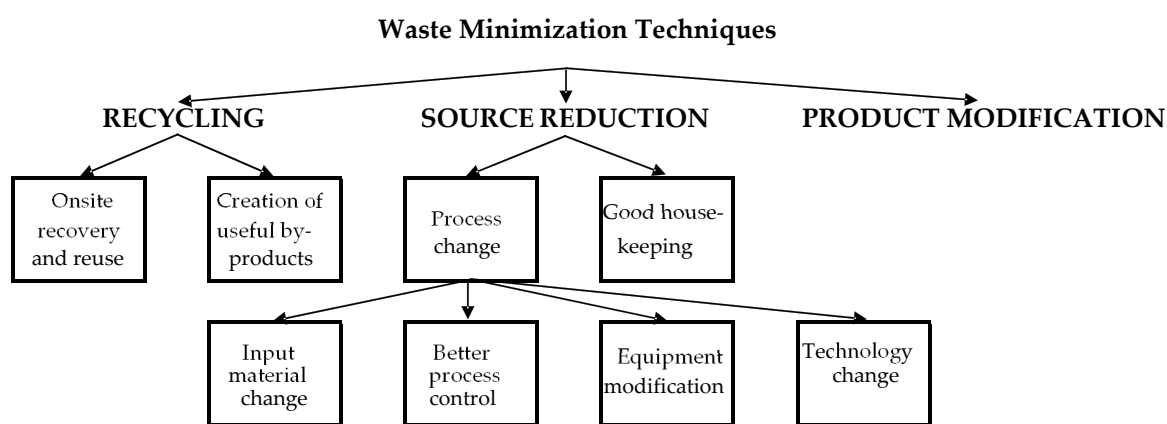 Waste Minimization Techniques
RECYCLING
SOURCE REDUCTION
PRODUCT MODIFICATION
Onsite
recovery
and reuse
Creation of
useful by-
products
Process
change
Good house-
keeping
Input
material
change
Better
process
control
Equipment
modification
Technology
change